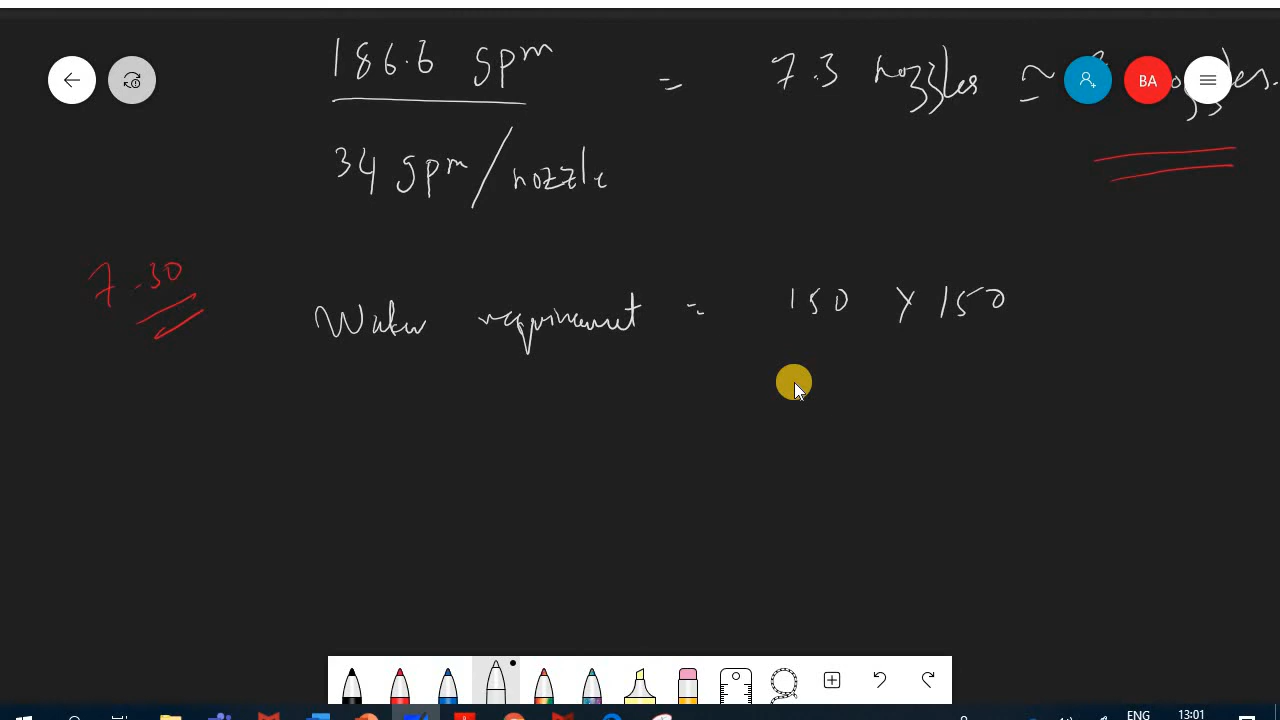 186.6 gpm = 7.3 nozzles ≃
BA
34 gpm/nozzle
7.30
Water requirement = 150 x 150
ENG
13:01